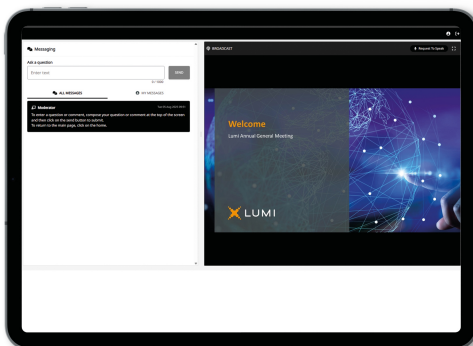 Messaging
Ask a question
Enter text
SEND
0 / 1000
ALL MESSAGES
MY MESSAGES
Moderator
To enter a question or comment, compose your question or comment at the top of the screen
and then click on the send button to submit.
To return to the main page, click on the home.
BROADCAST
Request To Speak
Welcome
Lumi Annual General Meeting
LUMI